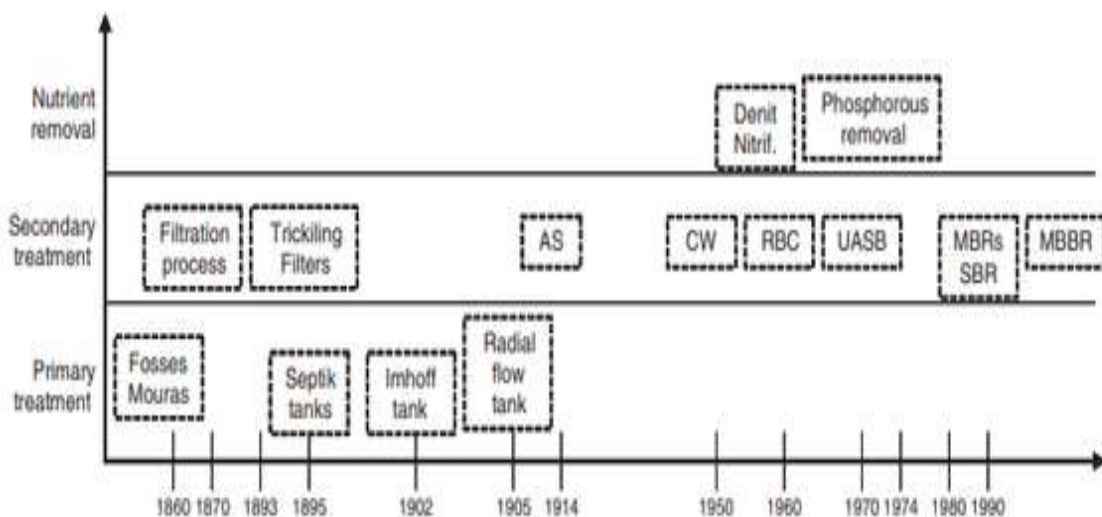 Nutrient
removal
Denit
Nitrif.
Phosphorous
removal
Secondary
treatment
Filtration
process
Trickiling
Filters
AS
CW
RBC
UASB
MBRs
SBR
MBBR
Primary
treatment
Fosses
Mouras
Septik
tanks
Imhoff
tank
Radial
flow
tank
1860 1870 1893 1895 1902 1905 1914 1950 1960 1970 1974 1980 1990